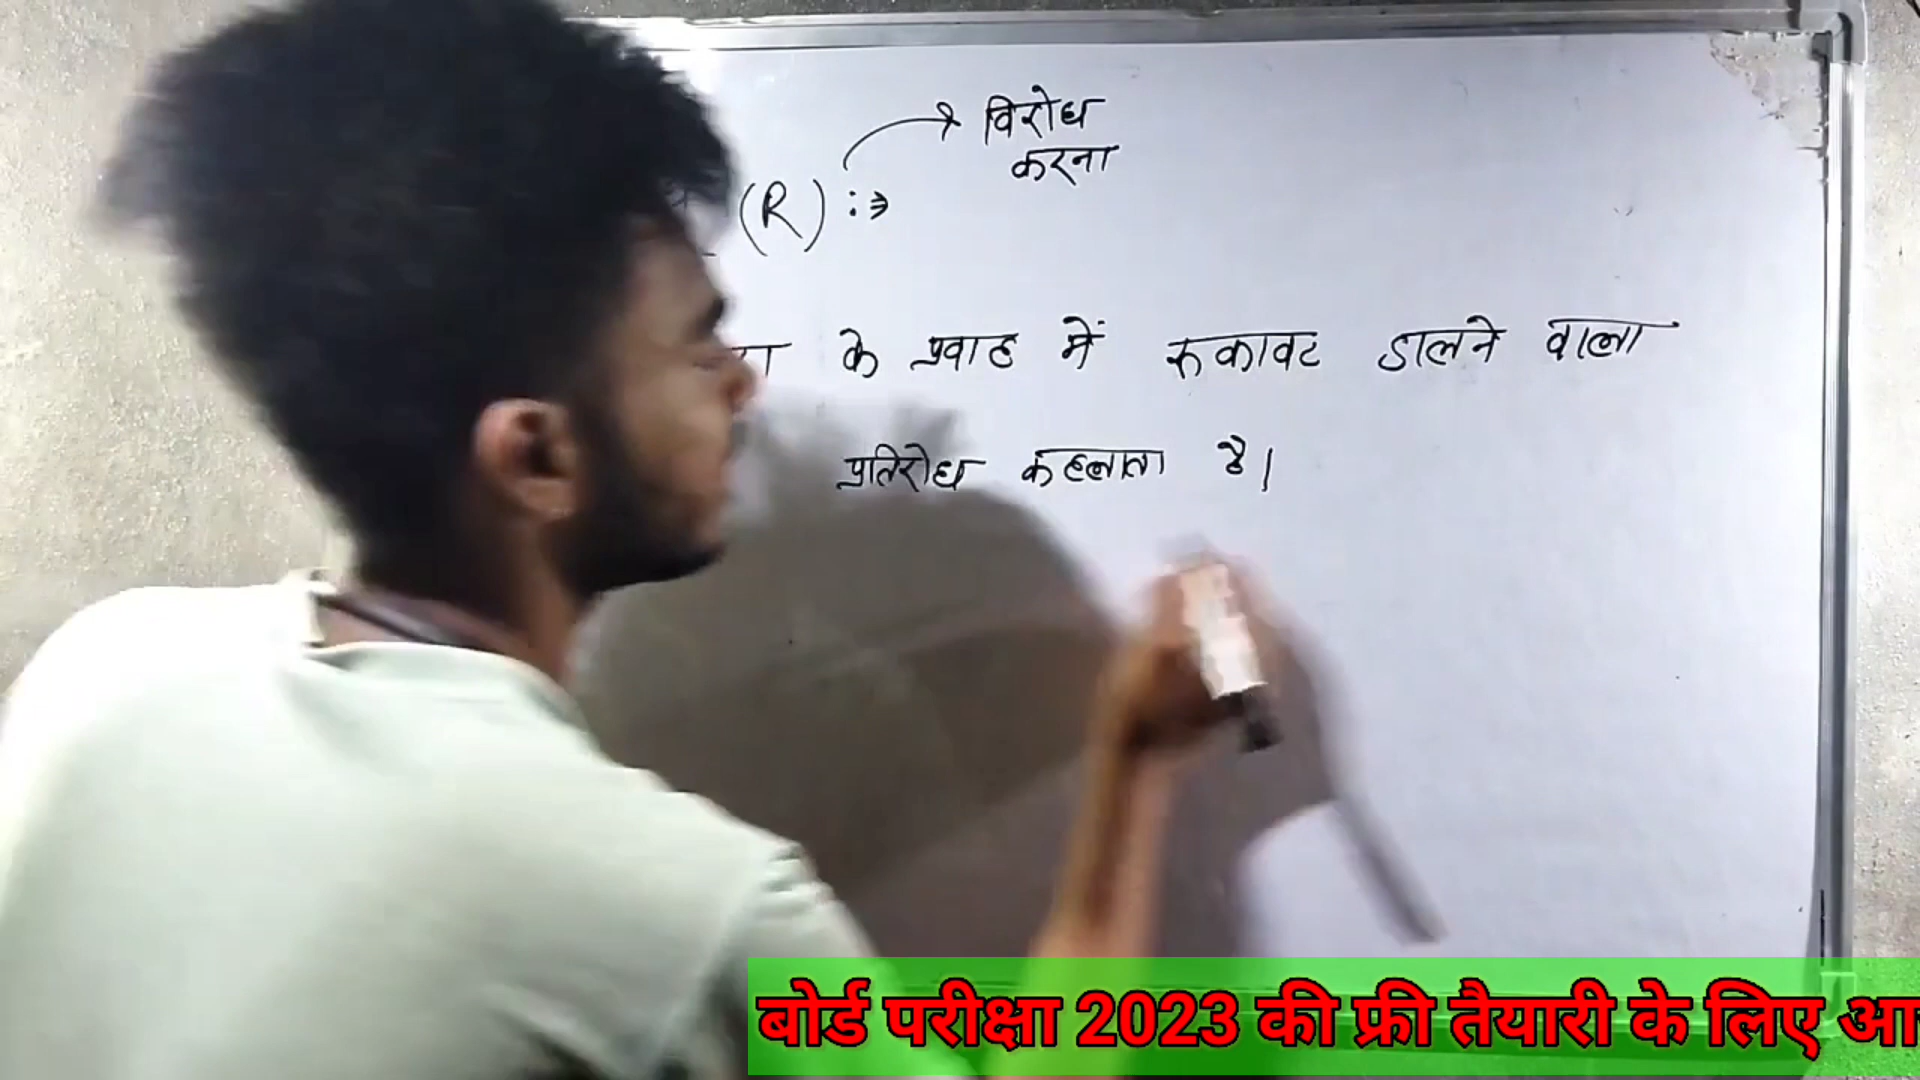 विरोध
करना
(R) :⇒
के प्रवाह में रुकावट डालने वाला
प्रतिरोध कहलाता है।
बोर्ड परीक्षा 2023 की फ्री तैयारी के लिए